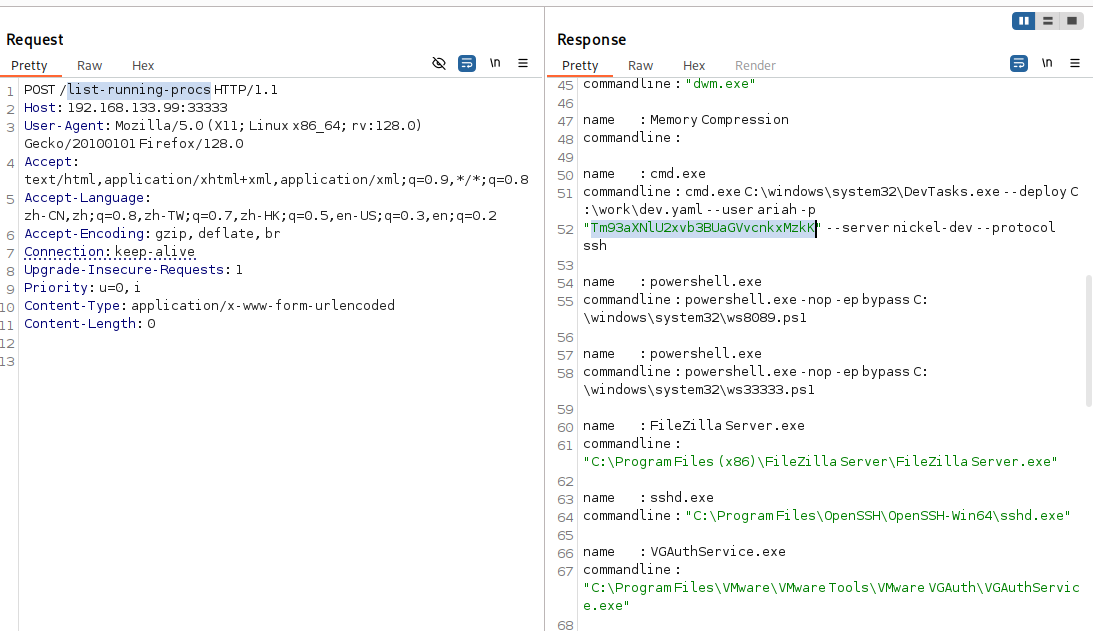 Request
Pretty Raw Hex
\n
1 POST /list-running-procs HTTP/1.1
2 Host: 192.168.133.99:33333
3 User-Agent: Mozilla/5.0 (X11; Linux x86_64; rv:128.0)
Gecko/20100101 Firefox/128.0
4 Accept:
text/html,application/xhtml+xml,application/xml;q=0.9,*/*;q=0.8
5 Accept-Language:
zh-CN,zh;q=0.8,zh-TW;q=0.7,zh-HK;q=0.5,en-US;q=0.3,en;q=0.2
6 Accept-Encoding: gzip, deflate, br
7 Connection: keep-alive
8 Upgrade-Insecure-Requests: 1
9 Priority: u=0, i
10 Content-Type: application/x-www-form-urlencoded
11 Content-Length: 0
12
13
Response
Pretty Raw Hex Render
\n
45 commandline : "dwm.exe"
46
47 name : Memory Compression
48 commandline :
49
50 name : cmd.exe
51 commandline : cmd.exe C:\windows\system32\DevTasks.exe --deploy C
:\work\dev.yaml --user ariah -p
52 "Tm93aXNlU2xvb3BUaGVvcnkxMzkK" --server nickel-dev --protocol
ssh
53
54 name : powershell.exe
55 commandline : powershell.exe -nop -ep bypass C:
\windows\system32\ws8089.ps1
56
57 name : powershell.exe
58 commandline : powershell.exe -nop -ep bypass C:
\windows\system32\ws33333.ps1
59
60 name : FileZilla Server.exe
61 commandline :
"C:\Program Files (x86)\FileZilla Server\FileZilla Server.exe"
62
63 name : sshd.exe
64 commandline : "C:\Program Files\OpenSSH\OpenSSH-Win64\sshd.exe"
65
66 name : VGAuthService.exe
67 commandline :
"C:\Program Files\VMware\VMware Tools\VMware VGAuth\VGAuthServic
e.exe"
68